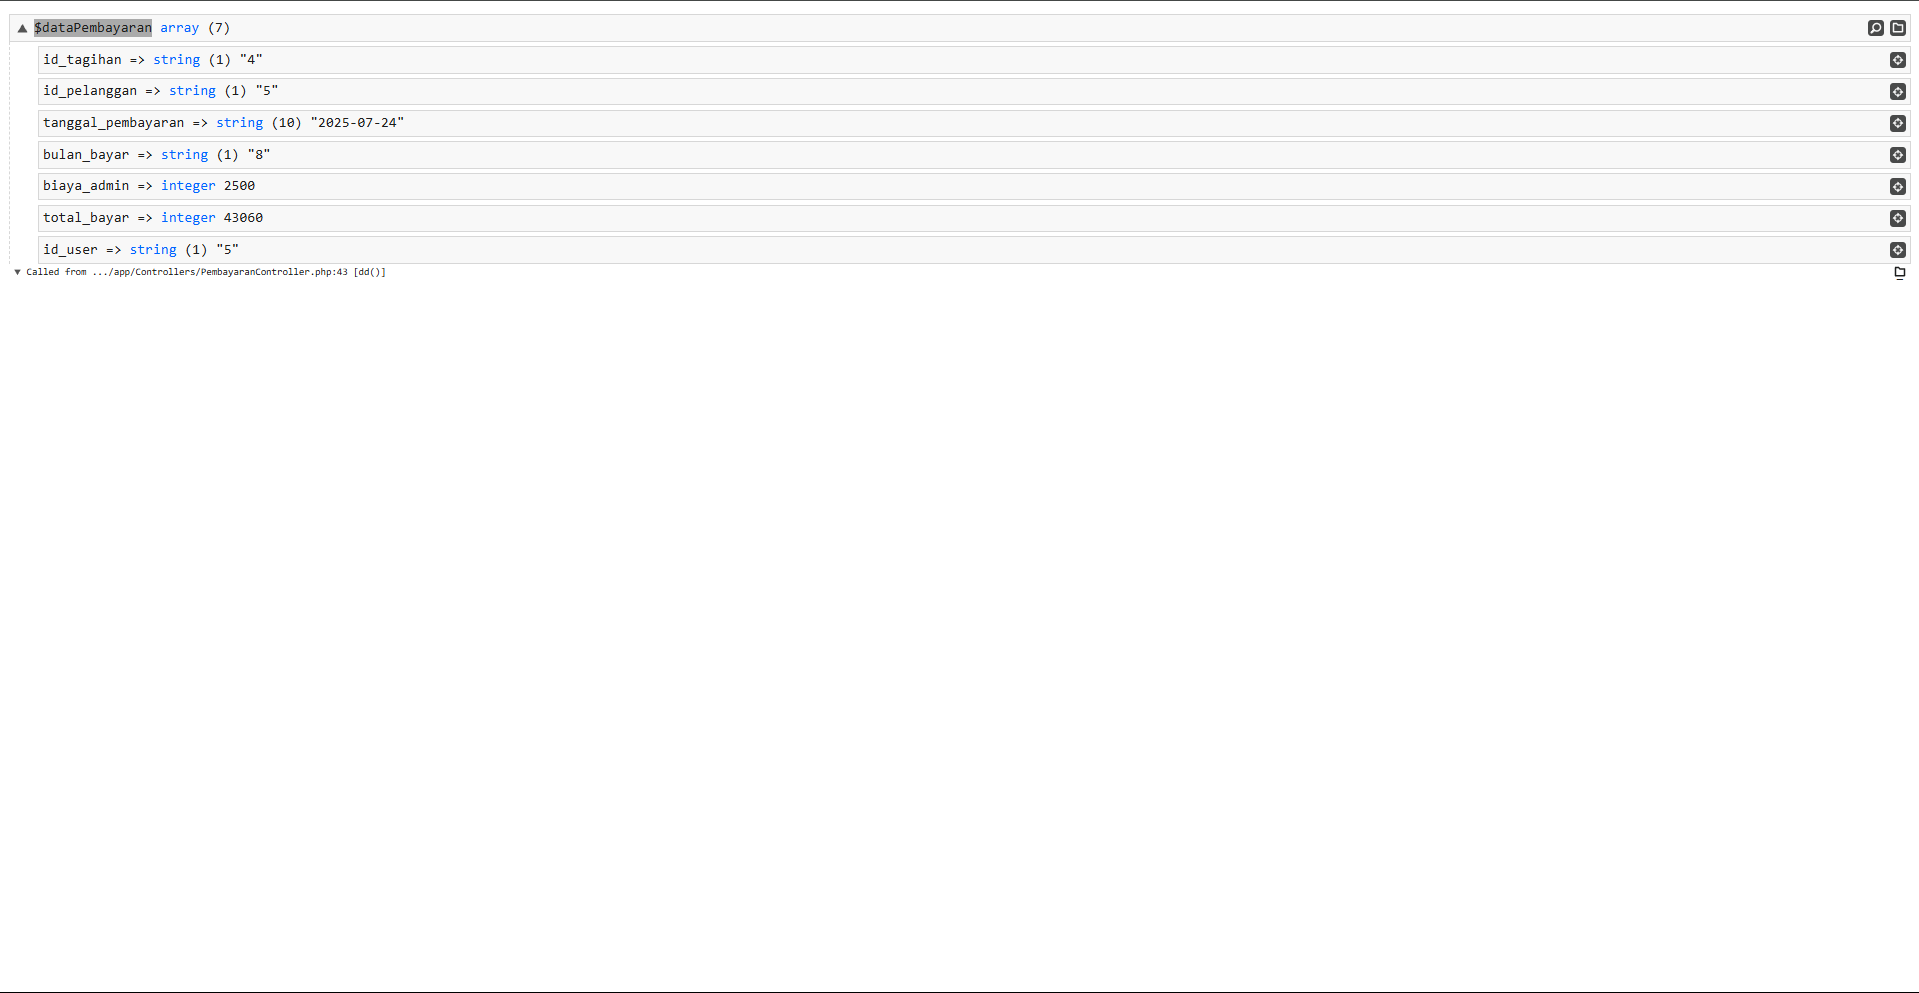 ▲ $dataPembayaran array (7)
id_tagihan => string (1) "4"
id_pelanggan => string (1) "5"
tanggal_pembayaran => string (10) "2025-07-24"
bulan_bayar => string (1) "8"
biaya_admin => integer 2500
total_bayar => integer 43060
id_user => string (1) "5"
▼ Called from .../app/Controllers/PembayaranController.php:43 [dd()]